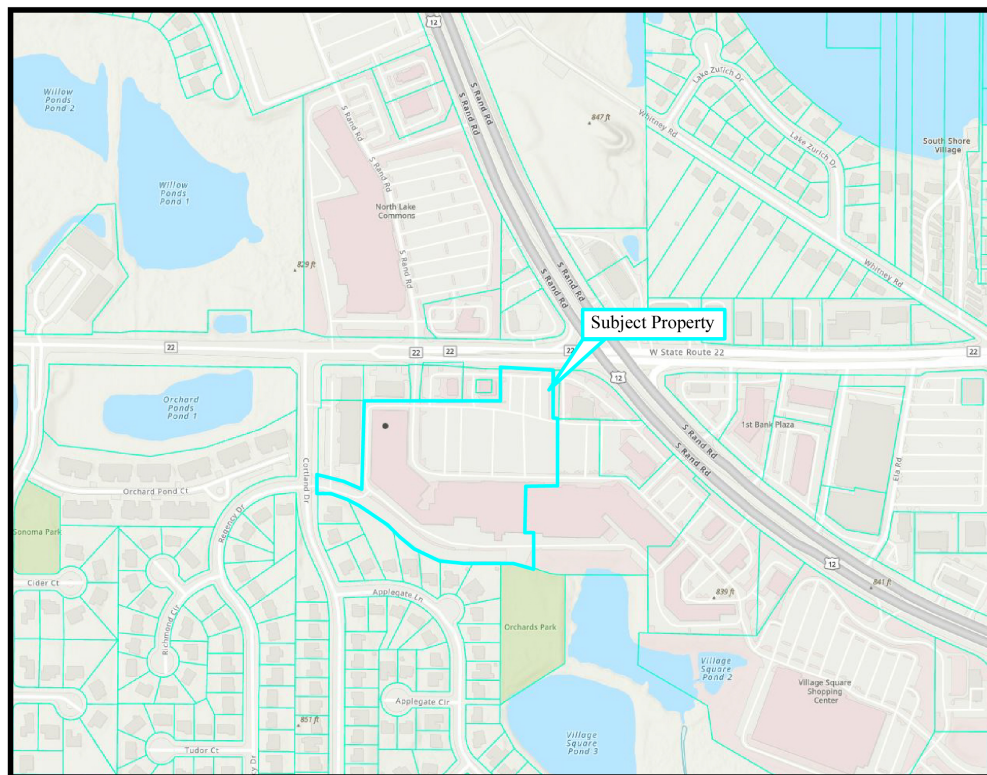 12
S Rand Rd
S Rand Rd
Lake Zurich Dr
Willow
Ponds
Pond 2
S Rand Rd
847 ft
Whitney Rd
Lake Zurich Dr
South Shore
Village
S Rand Rd
Willow
Ponds
Pond 1
North Lake
Commons
S Rand Rd
829 ft
S Rand Rd
S Rand Rd
Whitney Rd
Subject Property
22
22
22
22
W State Route 22
22
12
Orchard
Ponds
Pond 1
1st Bank Plaza
S Rand Rd
S Rand Rd
Ela Rd
Orchard Pond Ct
Cortland Dr
Regency Dr
Sonoma Park
12
Cider Ct
Applegate Ln
839 ft
841 ft
Richmond Cir
Orchards Park
Village
Square
Pond 2
Village Square
Shopping
Center
Applegate Cir
851 ft
Village
Square
Pond 3
Tudor Ct
Regency Dr